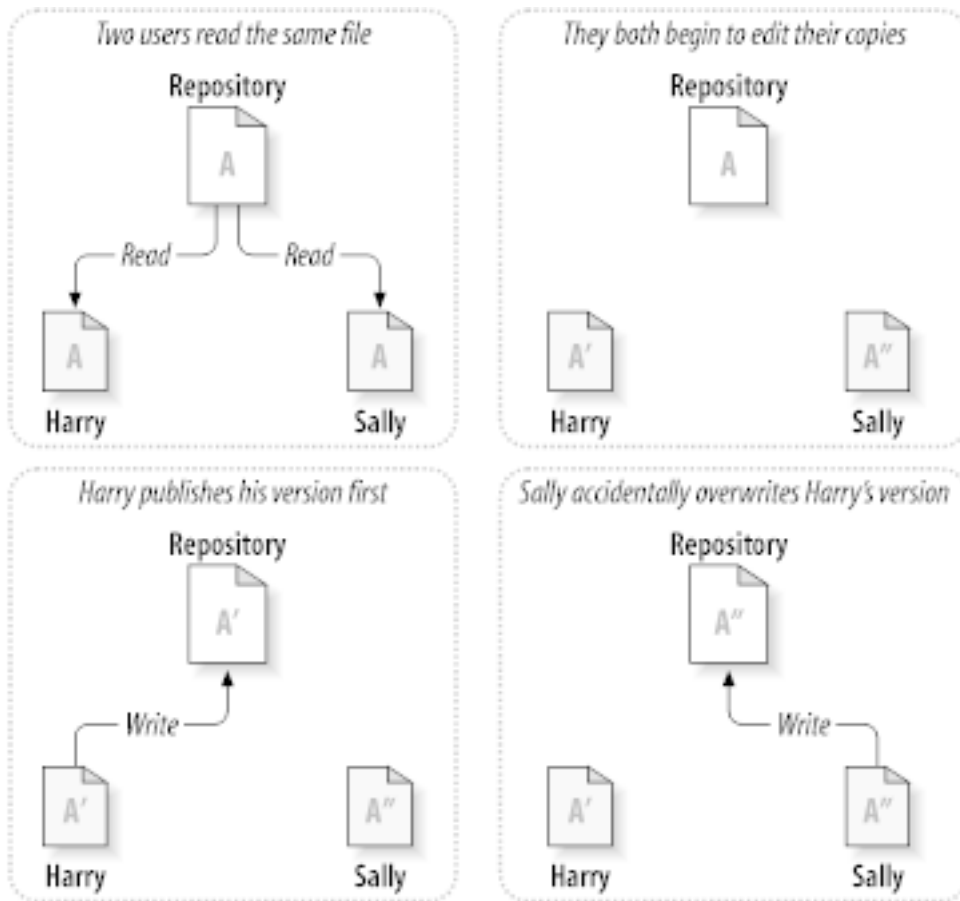 Two users read the same file
Repository
A
Read Read
A A
Harry Sally
They both begin to edit their copies
Repository
A
A′ A″
Harry Sally
Harry publishes his version first
Repository
A′
Write
A′ A″
Harry Sally
Sally accidentally overwrites Harry’s version
Repository
A″
Write
A′ A″
Harry Sally